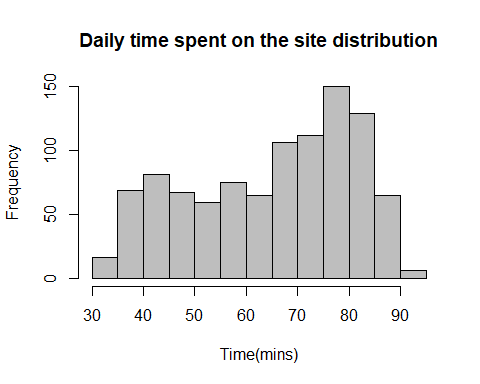 Daily time spent on the site distribution
Frequency
150
100
50
0
30 40 50 60 70 80 90
Time(mins)